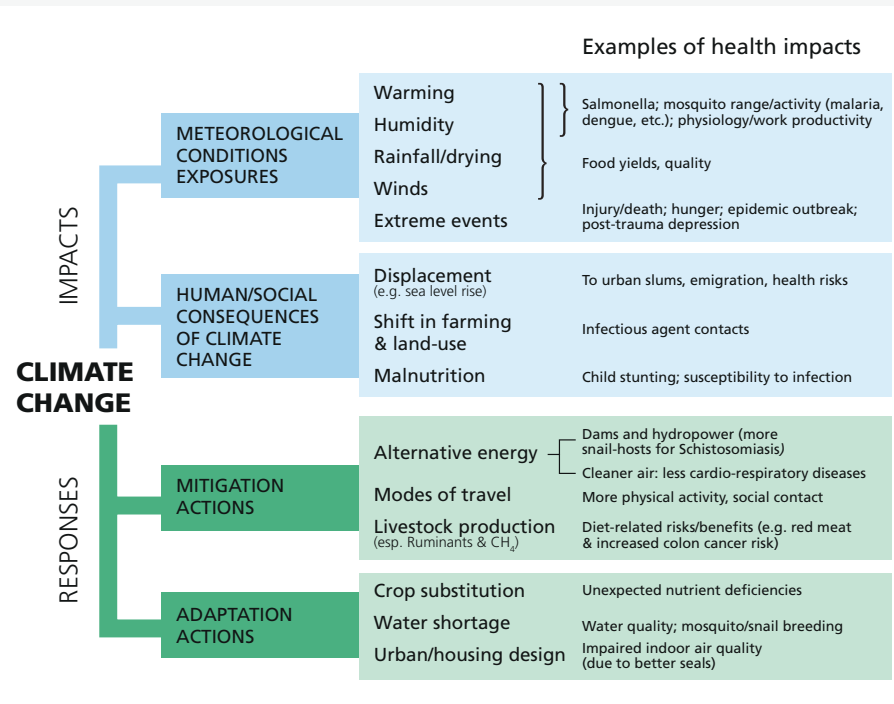 Examples of health impacts
IMPACTS
CLIMATE
CHANGE
RESPONSES
METEOROLOGICAL
CONDITIONS
EXPOSURES
Warming
Humidity
Rainfall/drying
Winds
Extreme events
Salmonella; mosquito range/activity (malaria,
dengue, etc.); physiology/work productivity
Food yields, quality
Injury/death; hunger; epidemic outbreak;
post-trauma depression
HUMAN/SOCIAL
CONSEQUENCES
OF CLIMATE
CHANGE
Displacement
(e.g. sea level rise)
To urban slums, emigration, health risks
Shift in farming
& land-use
Infectious agent contacts
Malnutrition
Child stunting; susceptibility to infection
MITIGATION
ACTIONS
Alternative energy
Dams and hydropower (more
snail-hosts for Schistosomiasis)
Cleaner air: less cardio-respiratory diseases
Modes of travel
More physical activity, social contact
Livestock production
(esp. Ruminants & CH₄)
Diet-related risks/benefits (e.g. red meat
& increased colon cancer risk)
ADAPTATION
ACTIONS
Crop substitution
Unexpected nutrient deficiencies
Water shortage
Water quality; mosquito/snail breeding
Urban/housing design
Impaired indoor air quality
(due to better seals)